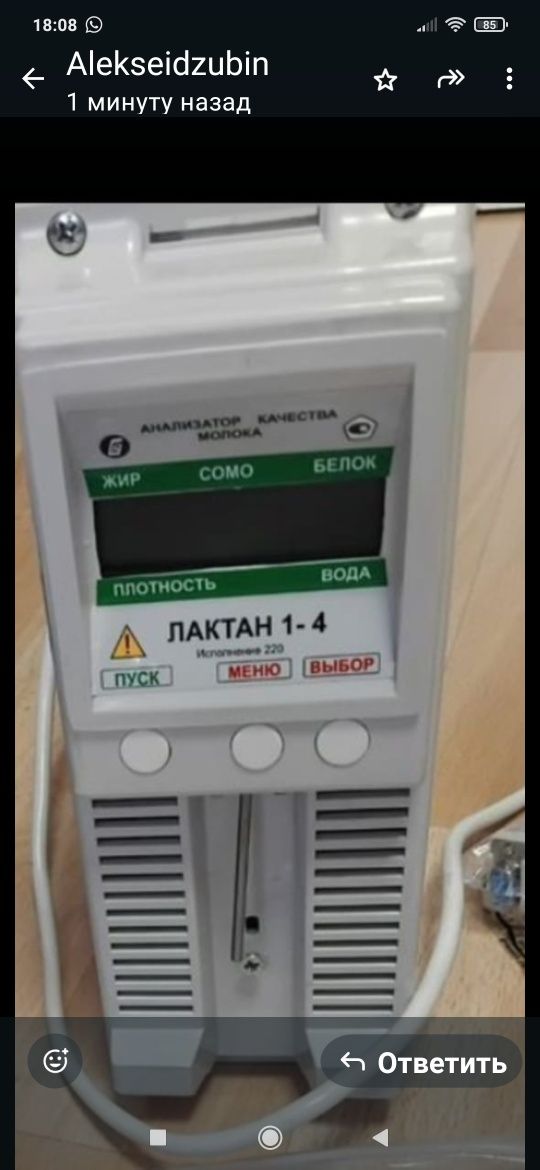 18:08
85
Alekseidzubin
1 минуту назад
АНАЛИЗАТОР КАЧЕСТВА
МОЛОКА
ЖИР СОМО БЕЛОК
ПЛОТНОСТЬ ВОДА
ЛАКТАН 1-4
Исполнение 220
ПУСК МЕНЮ ВЫБОР
Ответить